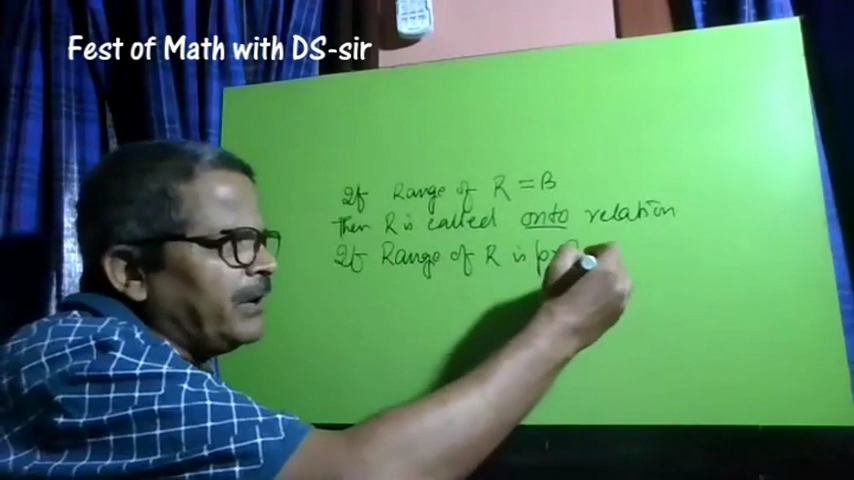 Fest of Math with DS-sir
If Range of R = B
Then R is called onto relation
If Range of R is